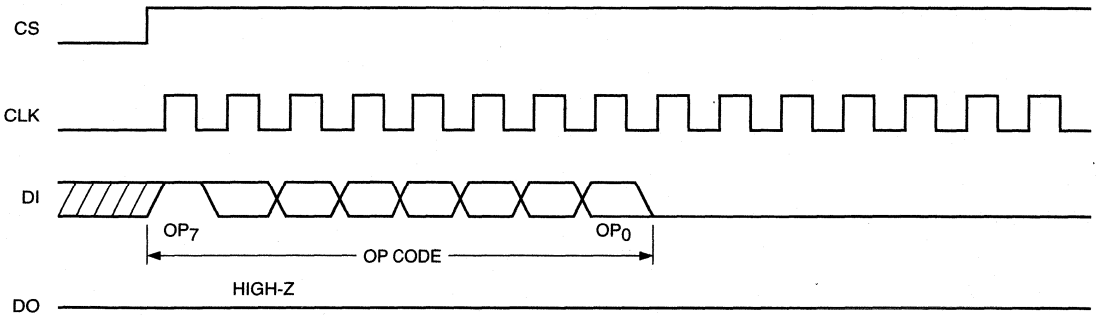 CS
CLK
DI
OP7
OP0
OP CODE
HIGH-Z
DO